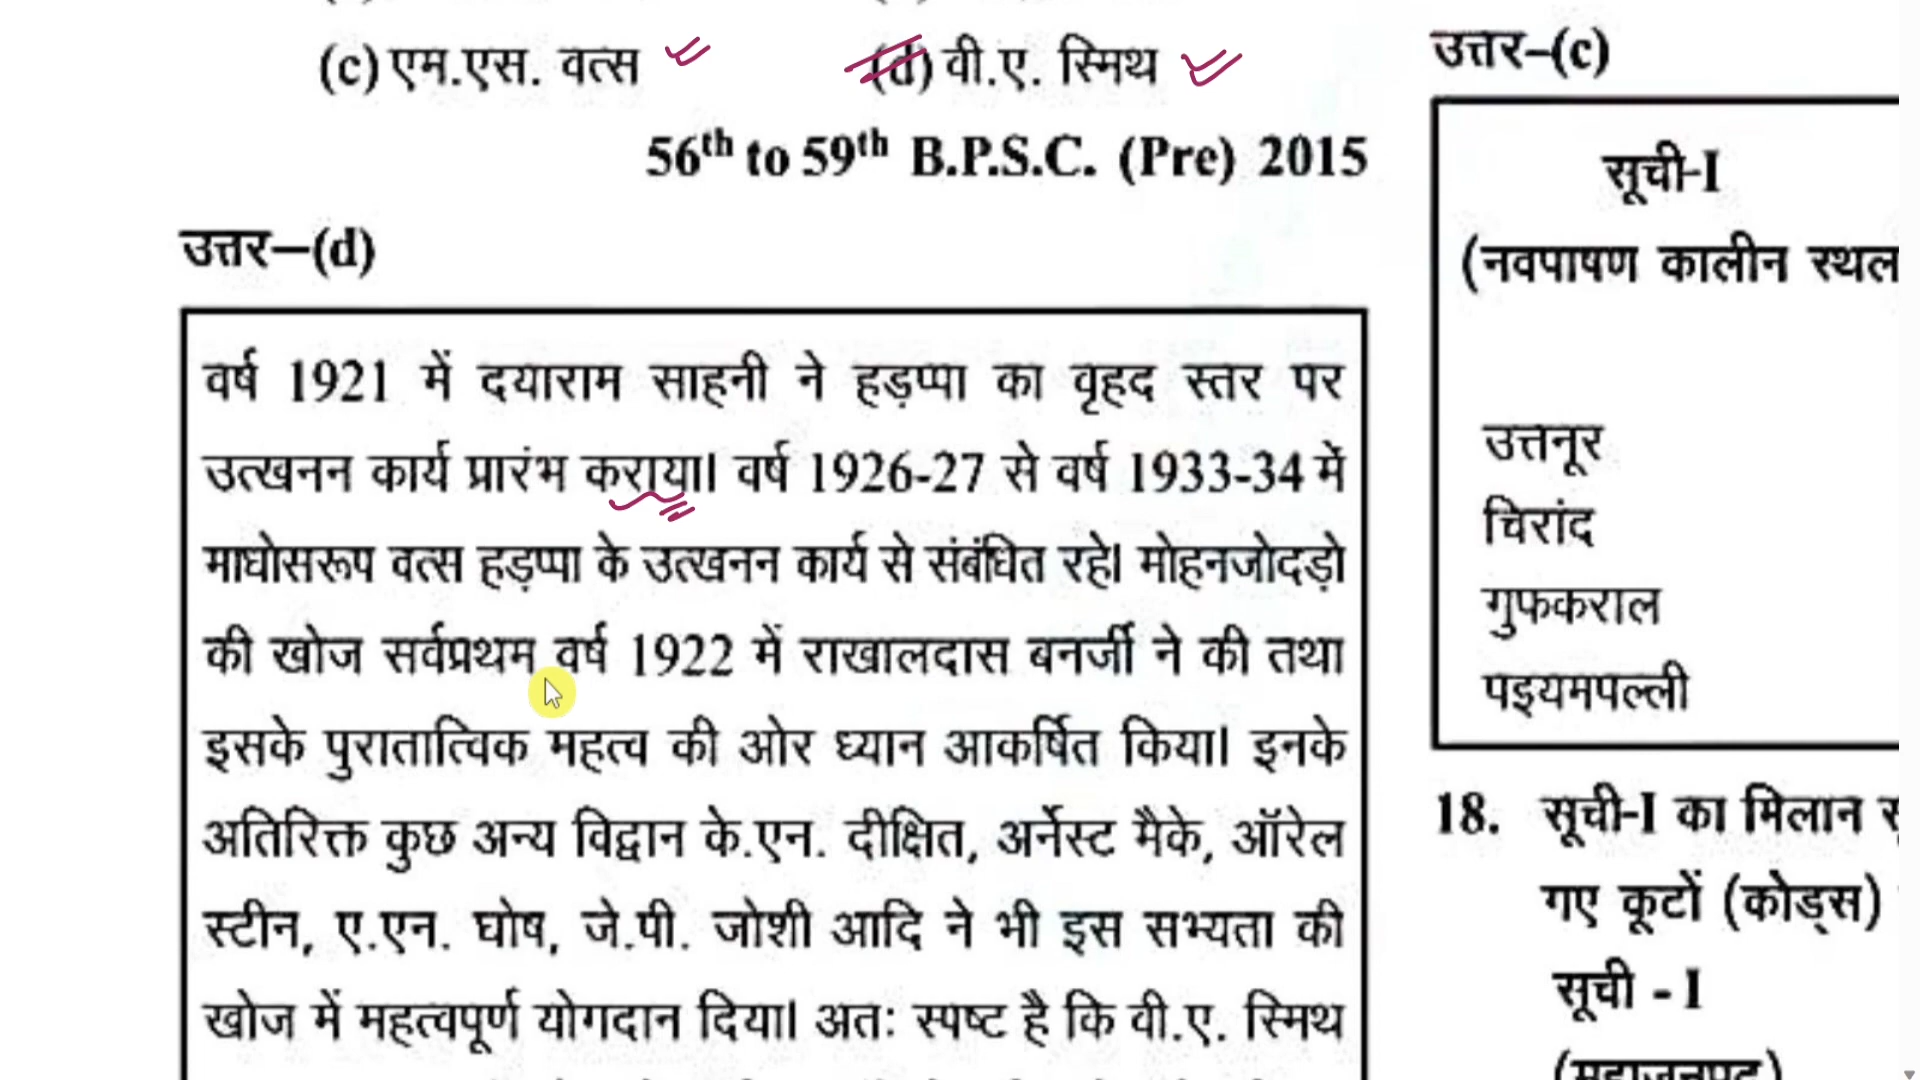 (c) एम.एस. वत्स (d) वी.ए. स्मिथ
56th to 59th B.P.S.C. (Pre) 2015
उत्तर–(d)
वर्ष 1921 में दयाराम साहनी ने हड़प्पा का वृहद स्तर पर
उत्खनन कार्य प्रारंभ कराया। वर्ष 1926-27 से वर्ष 1933-34 में
माधोसरूप वत्स हड़प्पा के उत्खनन कार्य से संबंधित रहे। मोहनजोदड़ो
की खोज सर्वप्रथम वर्ष 1922 में राखालदास बनर्जी ने की तथा
इसके पुरातात्विक महत्व की ओर ध्यान आकर्षित किया। इनके
अतिरिक्त कुछ अन्य विद्वान के.एन. दीक्षित, अर्नेस्ट मैके, ऑरेल
स्टीन, ए.एन. घोष, जे.पी. जोशी आदि ने भी इस सभ्यता की
खोज में महत्वपूर्ण योगदान दिया। अतः स्पष्ट है कि वी.ए. स्मिथ
उत्तर–(c)
सूची-I
(नवपाषण कालीन स्थल
उत्तनूर
चिरांद
गुफकराल
पइयमपल्ली
18. सूची-I का मिलान
गए कूटों (कोड्स)
सूची - I
(महाजनपद)